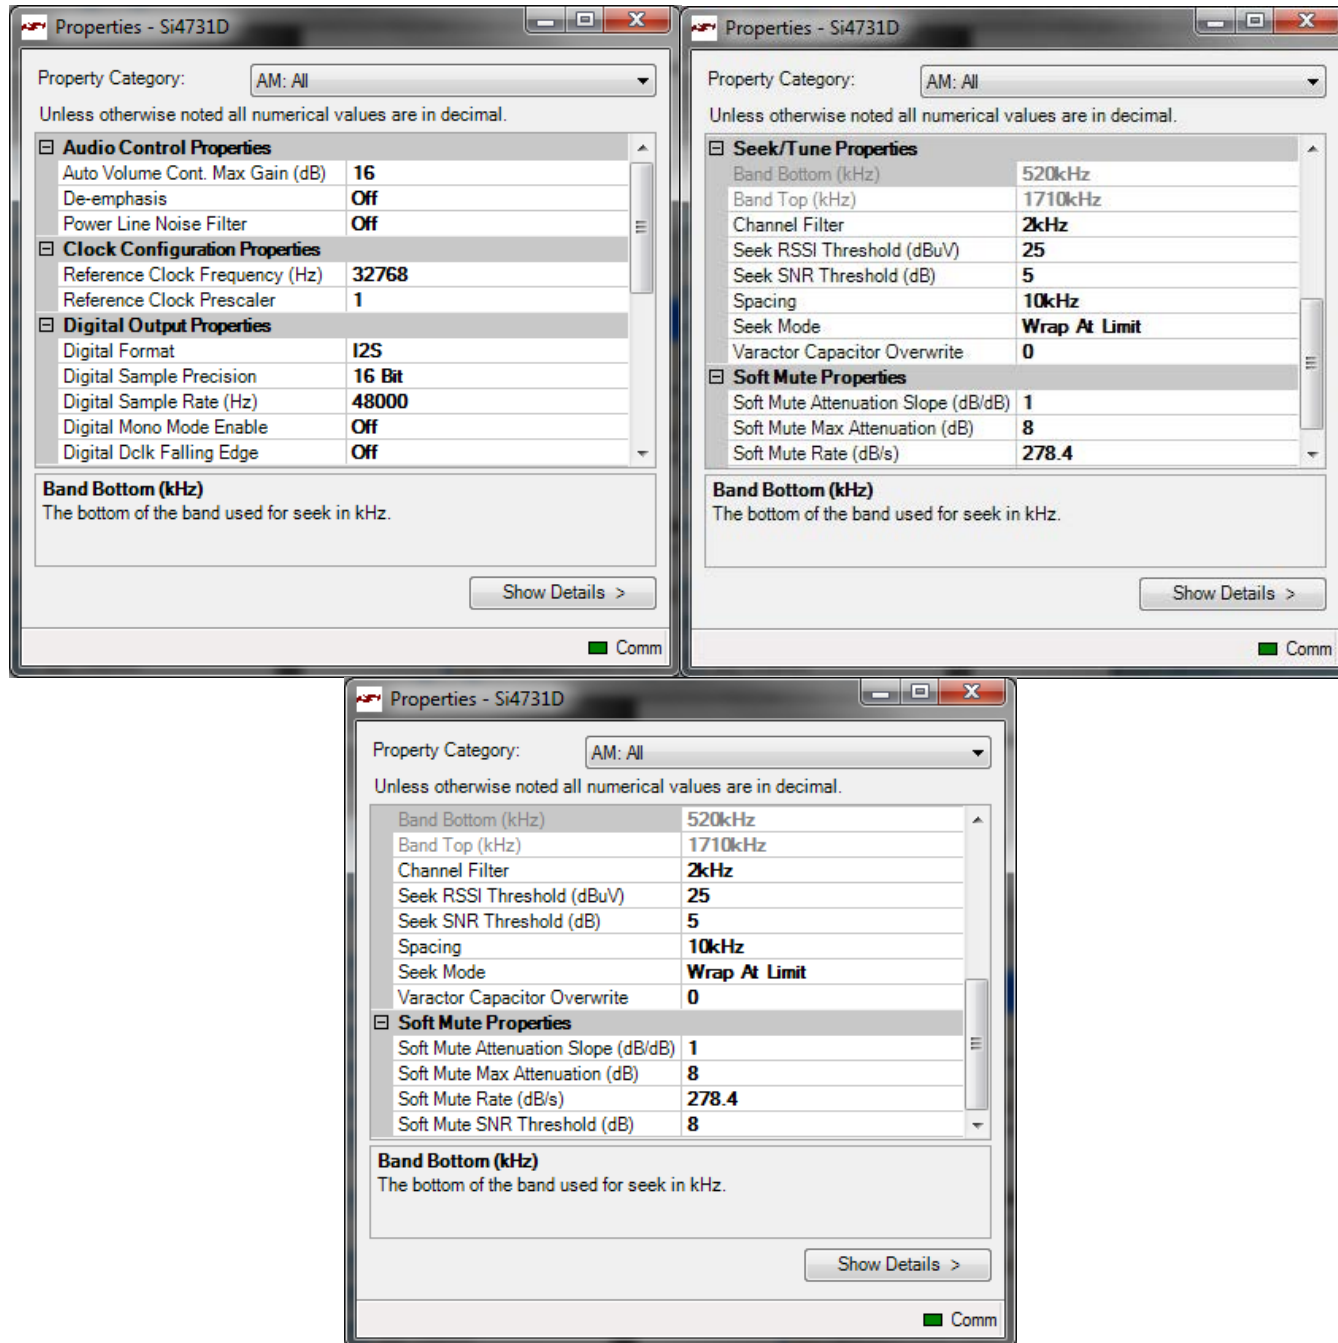 Properties - Si4731D
Property Category: AM: All
Unless otherwise noted all numerical values are in decimal.
Audio Control Properties
Auto Volume Cont. Max Gain (dB) 16
De-emphasis Off
Power Line Noise Filter Off
Clock Configuration Properties
Reference Clock Frequency (Hz) 32768
Reference Clock Prescaler 1
Digital Output Properties
Digital Format I2S
Digital Sample Precision 16 Bit
Digital Sample Rate (Hz) 48000
Digital Mono Mode Enable Off
Digital Dclk Falling Edge Off
Band Bottom (kHz)
The bottom of the band used for seek in kHz.
Show Details >
Comm
Properties - Si4731D
Property Category: AM: All
Unless otherwise noted all numerical values are in decimal.
Seek/Tune Properties
Band Bottom (kHz) 520kHz
Band Top (kHz) 1710kHz
Channel Filter 2kHz
Seek RSSI Threshold (dBuV) 25
Seek SNR Threshold (dB) 5
Spacing 10kHz
Seek Mode Wrap At Limit
Varactor Capacitor Overwrite 0
Soft Mute Properties
Soft Mute Attenuation Slope (dB/dB) 1
Soft Mute Max Attenuation (dB) 8
Soft Mute Rate (dB/s) 278.4
Band Bottom (kHz)
The bottom of the band used for seek in kHz.
Show Details >
Comm
Properties - Si4731D
Property Category: AM: All
Unless otherwise noted all numerical values are in decimal.
Band Bottom (kHz) 520kHz
Band Top (kHz) 1710kHz
Channel Filter 2kHz
Seek RSSI Threshold (dBuV) 25
Seek SNR Threshold (dB) 5
Spacing 10kHz
Seek Mode Wrap At Limit
Varactor Capacitor Overwrite 0
Soft Mute Properties
Soft Mute Attenuation Slope (dB/dB) 1
Soft Mute Max Attenuation (dB) 8
Soft Mute Rate (dB/s) 278.4
Soft Mute SNR Threshold (dB) 8
Band Bottom (kHz)
The bottom of the band used for seek in kHz.
Show Details >
Comm